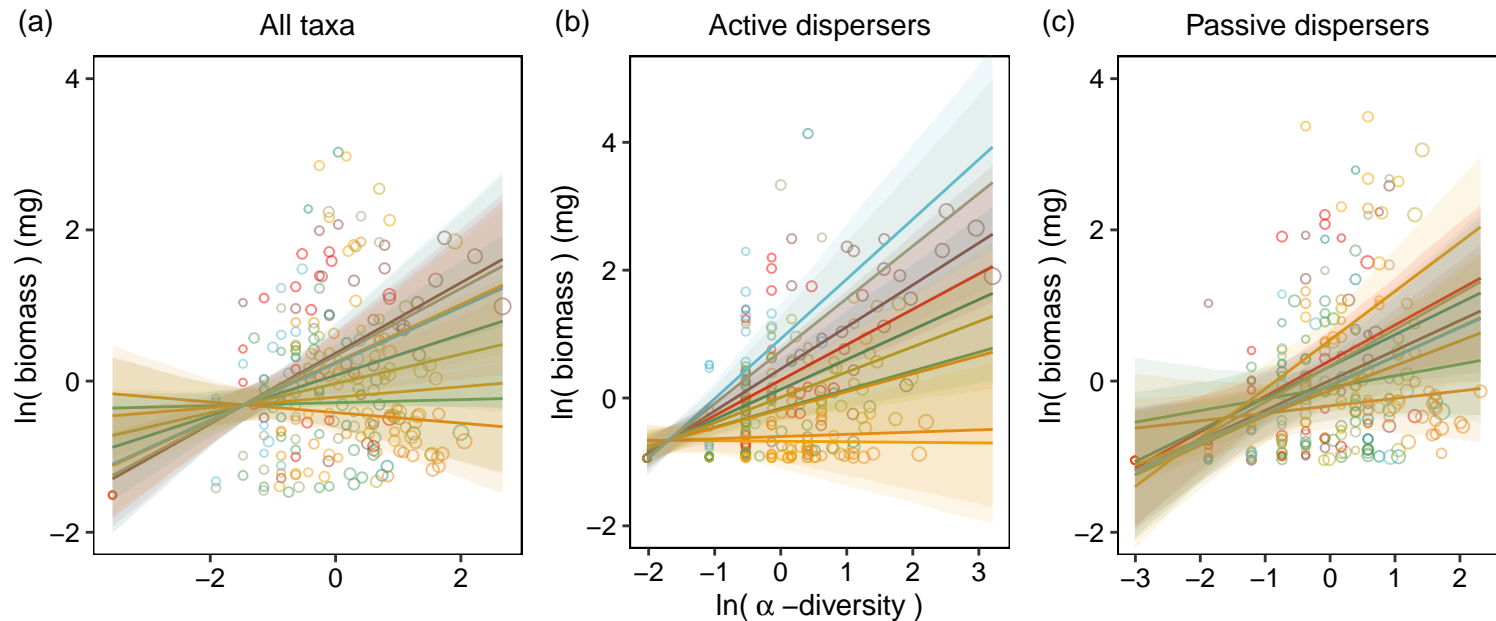 (a) All taxa
ln( biomass ) (mg)
4
2
0
−2
−2 0 2
(b) Active dispersers
ln( biomass ) (mg)
4
2
0
−2
−2 −1 0 1 2 3
ln( α −diversity )
(c) Passive dispersers
ln( biomass ) (mg)
4
2
0
−2
−3 −2 −1 0 1 2